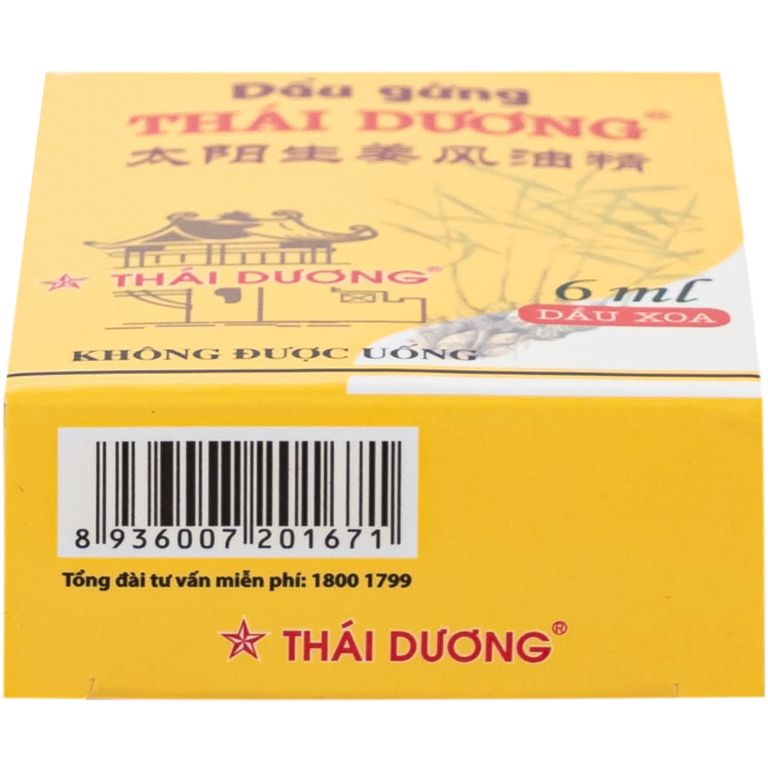 Dầu gừng
THÁI DƯƠNG®
太阳生姜风油精
THÁI DƯƠNG®
6 ml
DẦU XOA
KHÔNG ĐƯỢC UỐNG
8 936007 201671
Tổng đài tư vấn miễn phí: 1800 1799
THÁI DƯƠNG®